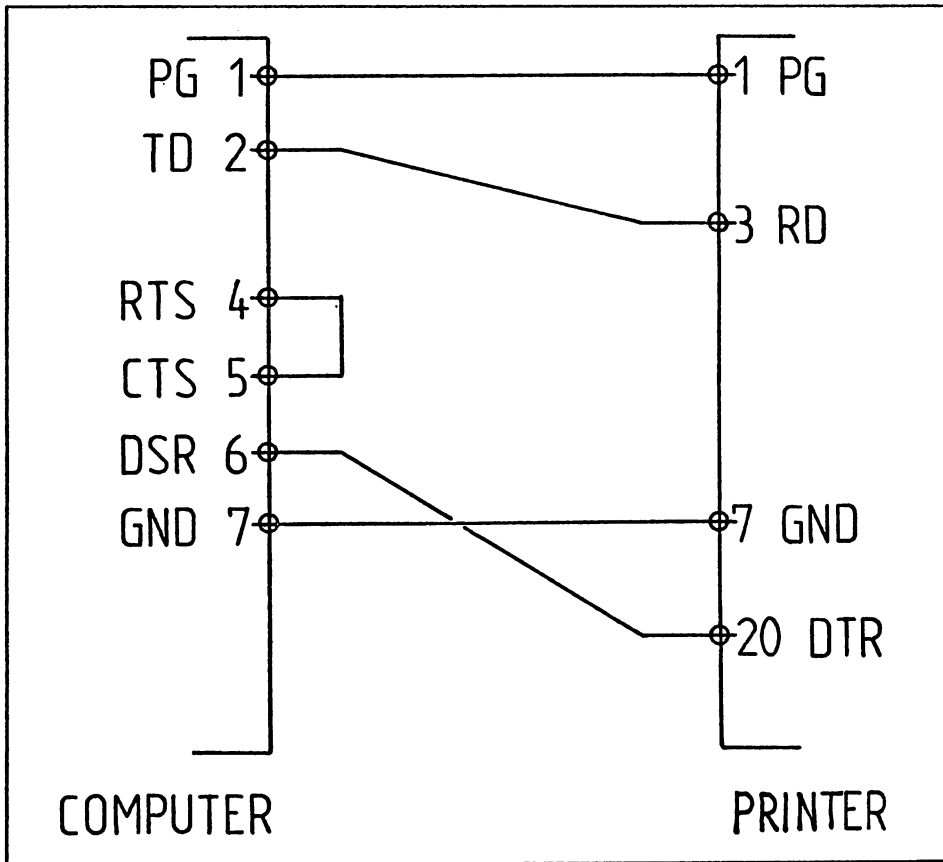 PG 1 1 PG
TD 2
3 RD
RTS 4
CTS 5
DSR 6
GND 7 7 GND
20 DTR
COMPUTER PRINTER